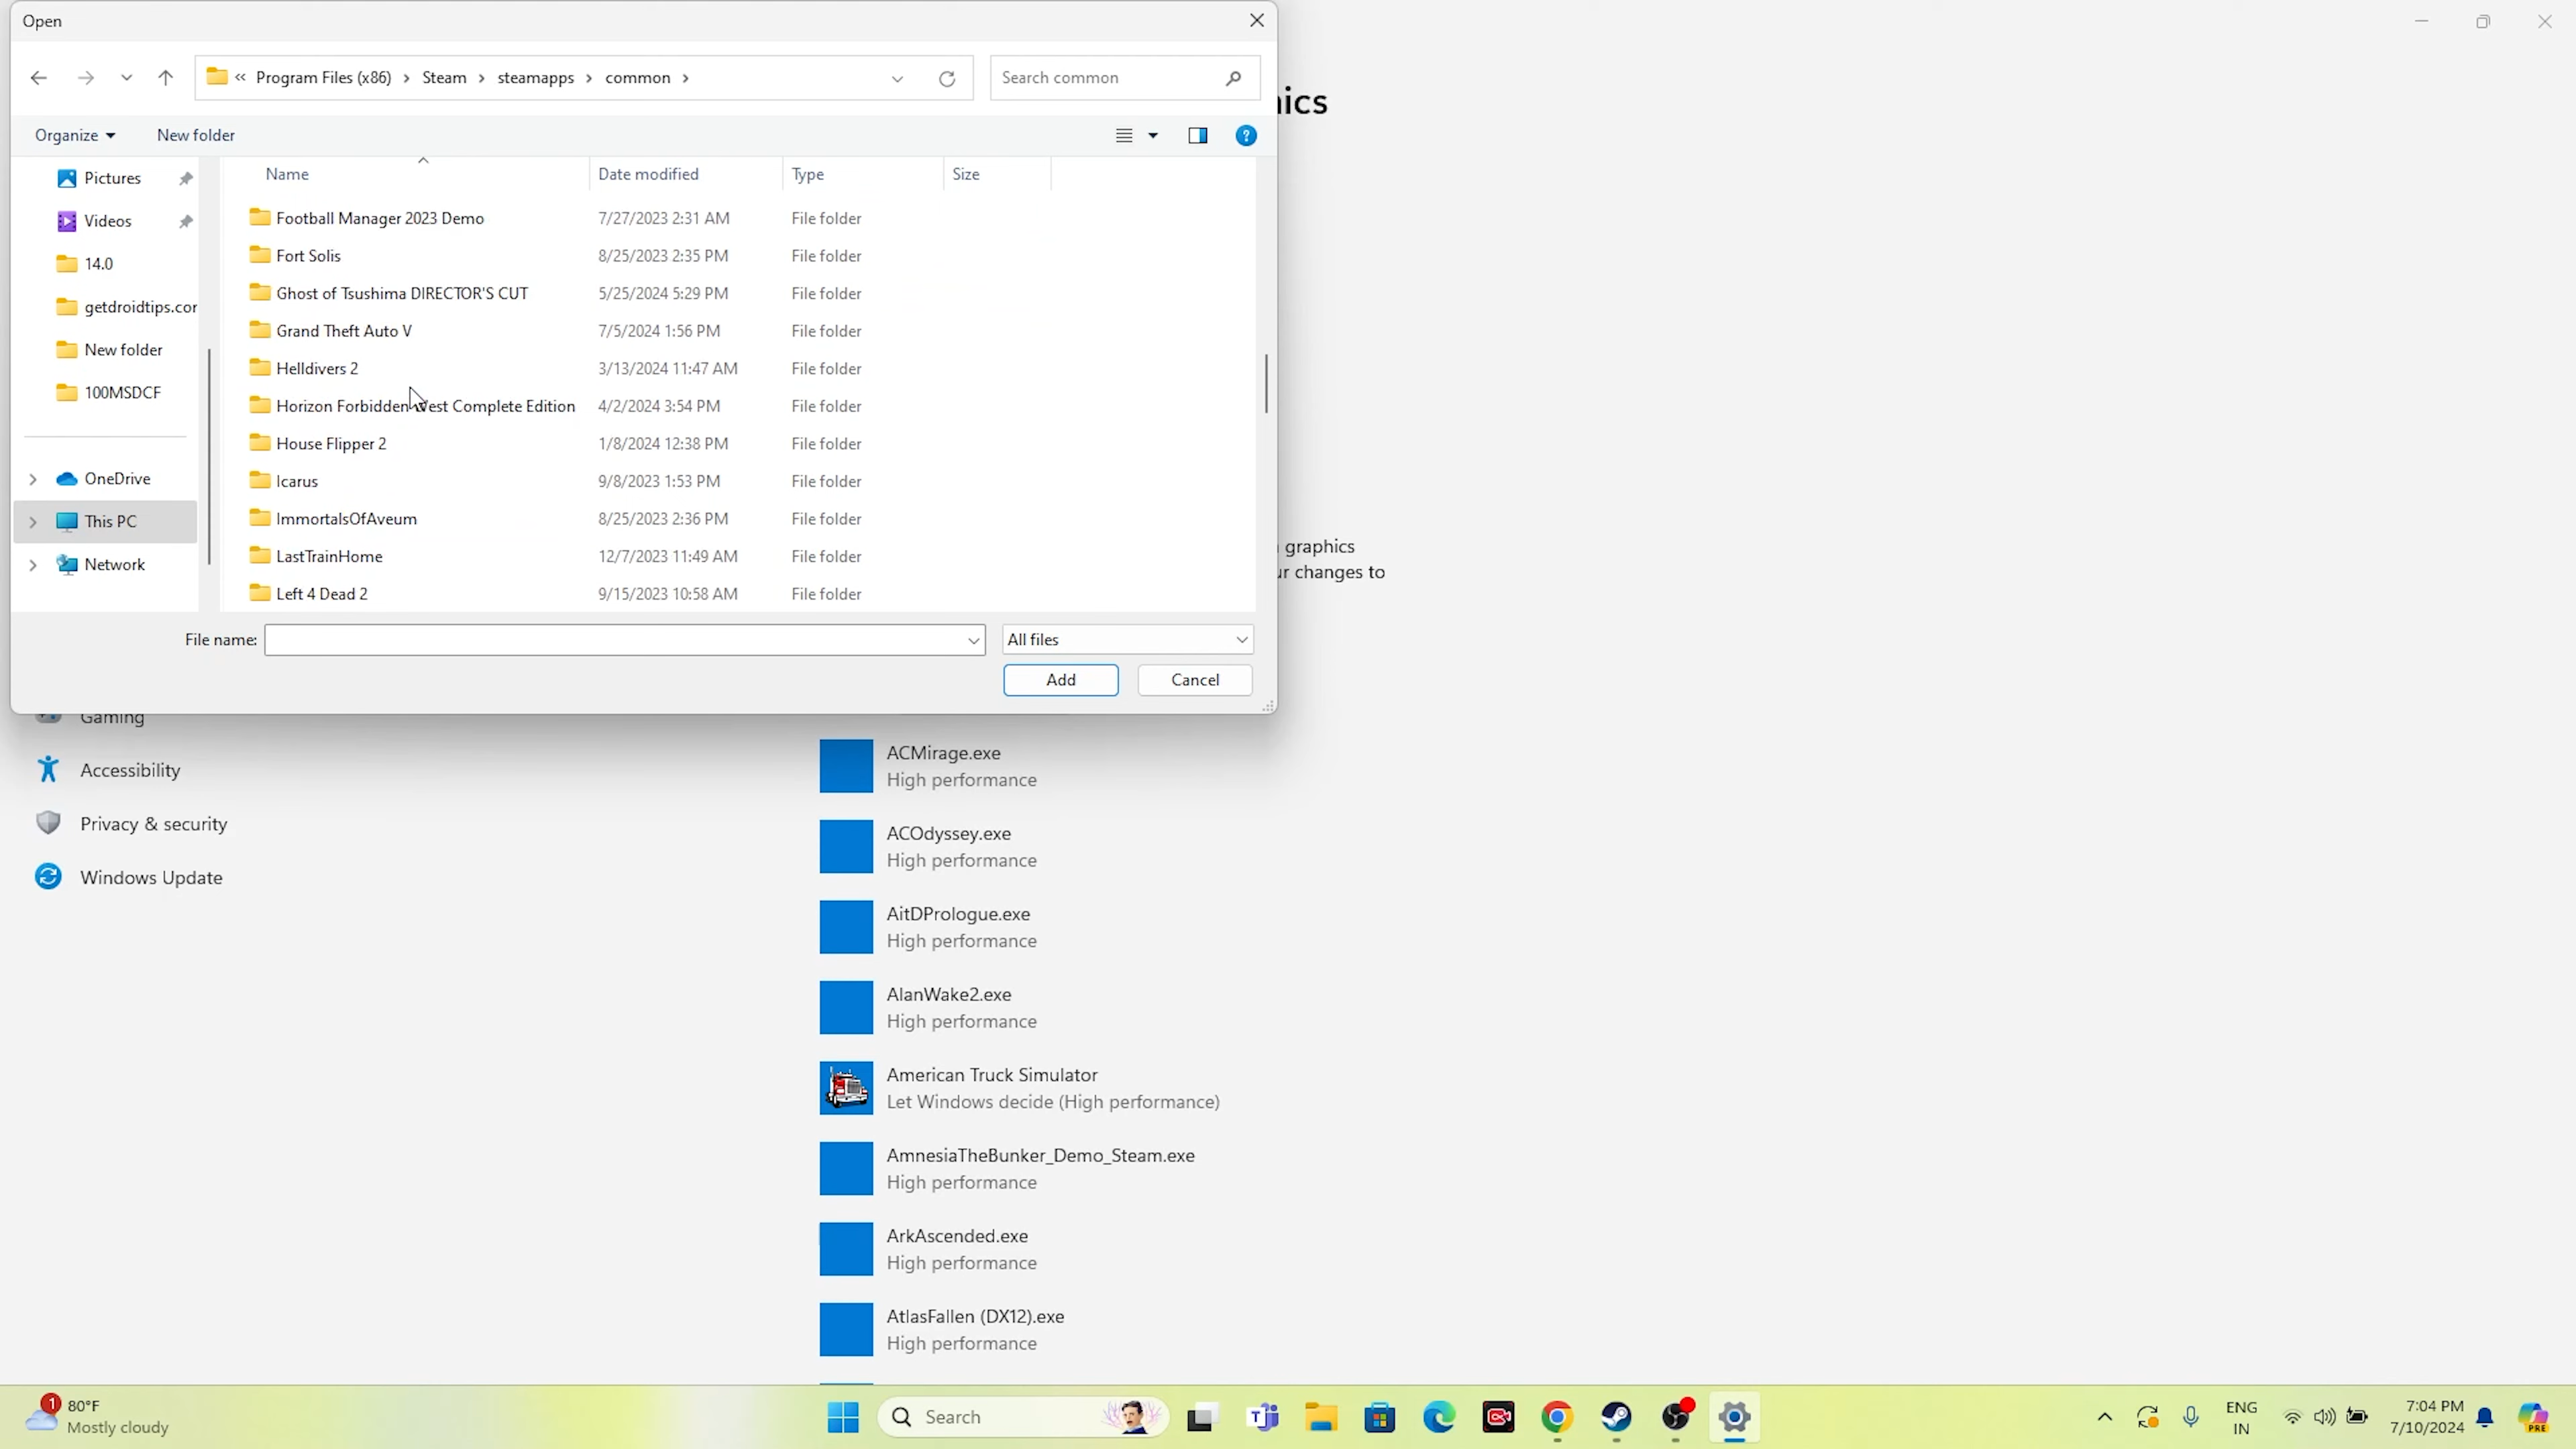 Open
Program Files (x86) > Steam > steamapps > common >
Search common
ics
Organize
New folder
Pictures
Videos
14.0
getdroidtips.cor
New folder
100MSDCF
OneDrive
This PC
Network
Name Date modified Type Size
Football Manager 2023 Demo 7/27/2023 2:31 AM File folder
Fort Solis 8/25/2023 2:35 PM File folder
Ghost of Tsushima DIRECTOR'S CUT 5/25/2024 5:29 PM File folder
Grand Theft Auto V 7/5/2024 1:56 PM File folder
Helldivers 2 3/13/2024 11:47 AM File folder
Horizon Forbidden West Complete Edition 4/2/2024 3:54 PM File folder
House Flipper 2 1/8/2024 12:38 PM File folder
Icarus 9/8/2023 1:53 PM File folder
ImmortalsOfAveum 8/25/2023 2:36 PM File folder
LastTrainHome 12/7/2023 11:49 AM File folder
Left 4 Dead 2 9/15/2023 10:58 AM File folder
graphics
ur changes to
File name:
All files
Add
Cancel
Gaming
Accessibility
Privacy & security
Windows Update
ACMirage.exe
High performance
ACOdyssey.exe
High performance
AitDPrologue.exe
High performance
AlanWake2.exe
High performance
American Truck Simulator
Let Windows decide (High performance)
AmnesiaTheBunker_Demo_Steam.exe
High performance
ArkAscended.exe
High performance
AtlasFallen (DX12).exe
High performance
1
80°F
Mostly cloudy
Search
ENG
IN
7:04 PM
7/10/2024
PRE